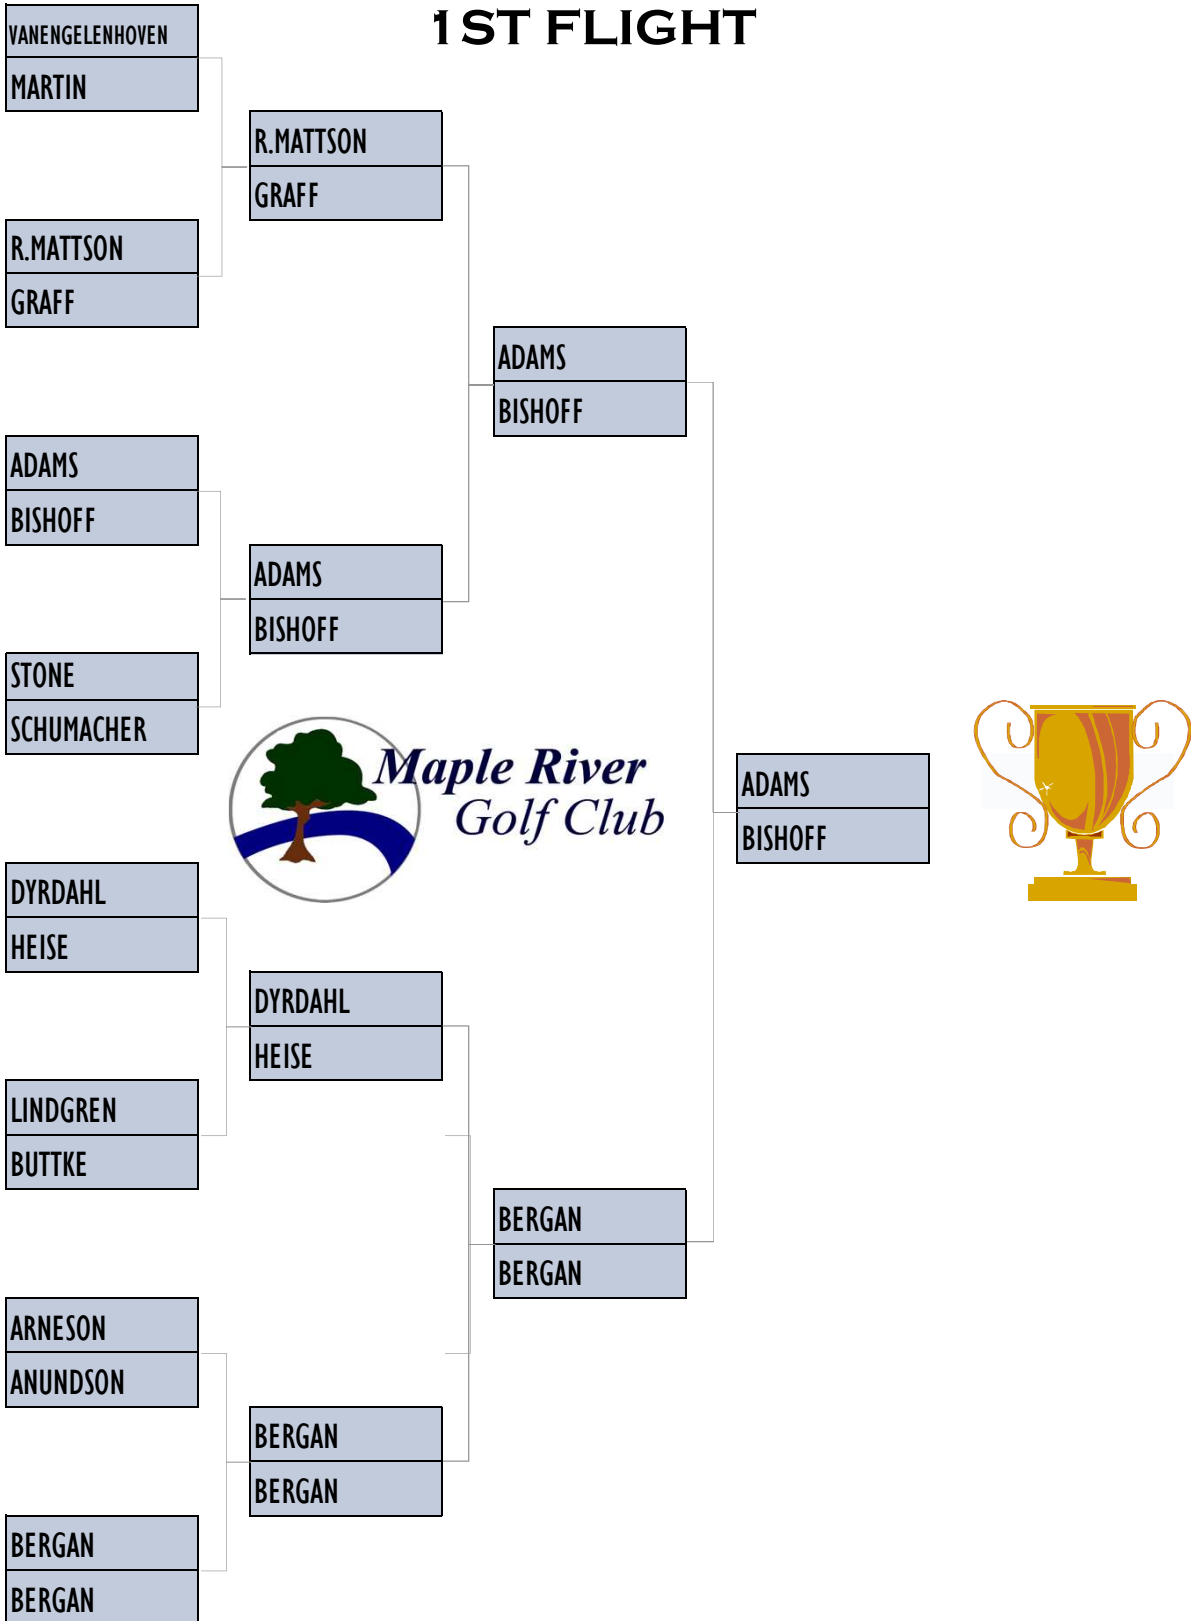 1ST FLIGHT
VANENGELENHOVEN
MARTIN
R.MATTSON
GRAFF
R.MATTSON
GRAFF
ADAMS
BISHOFF
ADAMS
BISHOFF
ADAMS
BISHOFF
STONE
SCHUMACHER
Maple River
Golf Club
ADAMS
BISHOFF
DYRDAHL
HEISE
DYRDAHL
HEISE
LINDGREN
BUTTKE
BERGAN
BERGAN
ARNESON
ANUNDSON
BERGAN
BERGAN
BERGAN
BERGAN